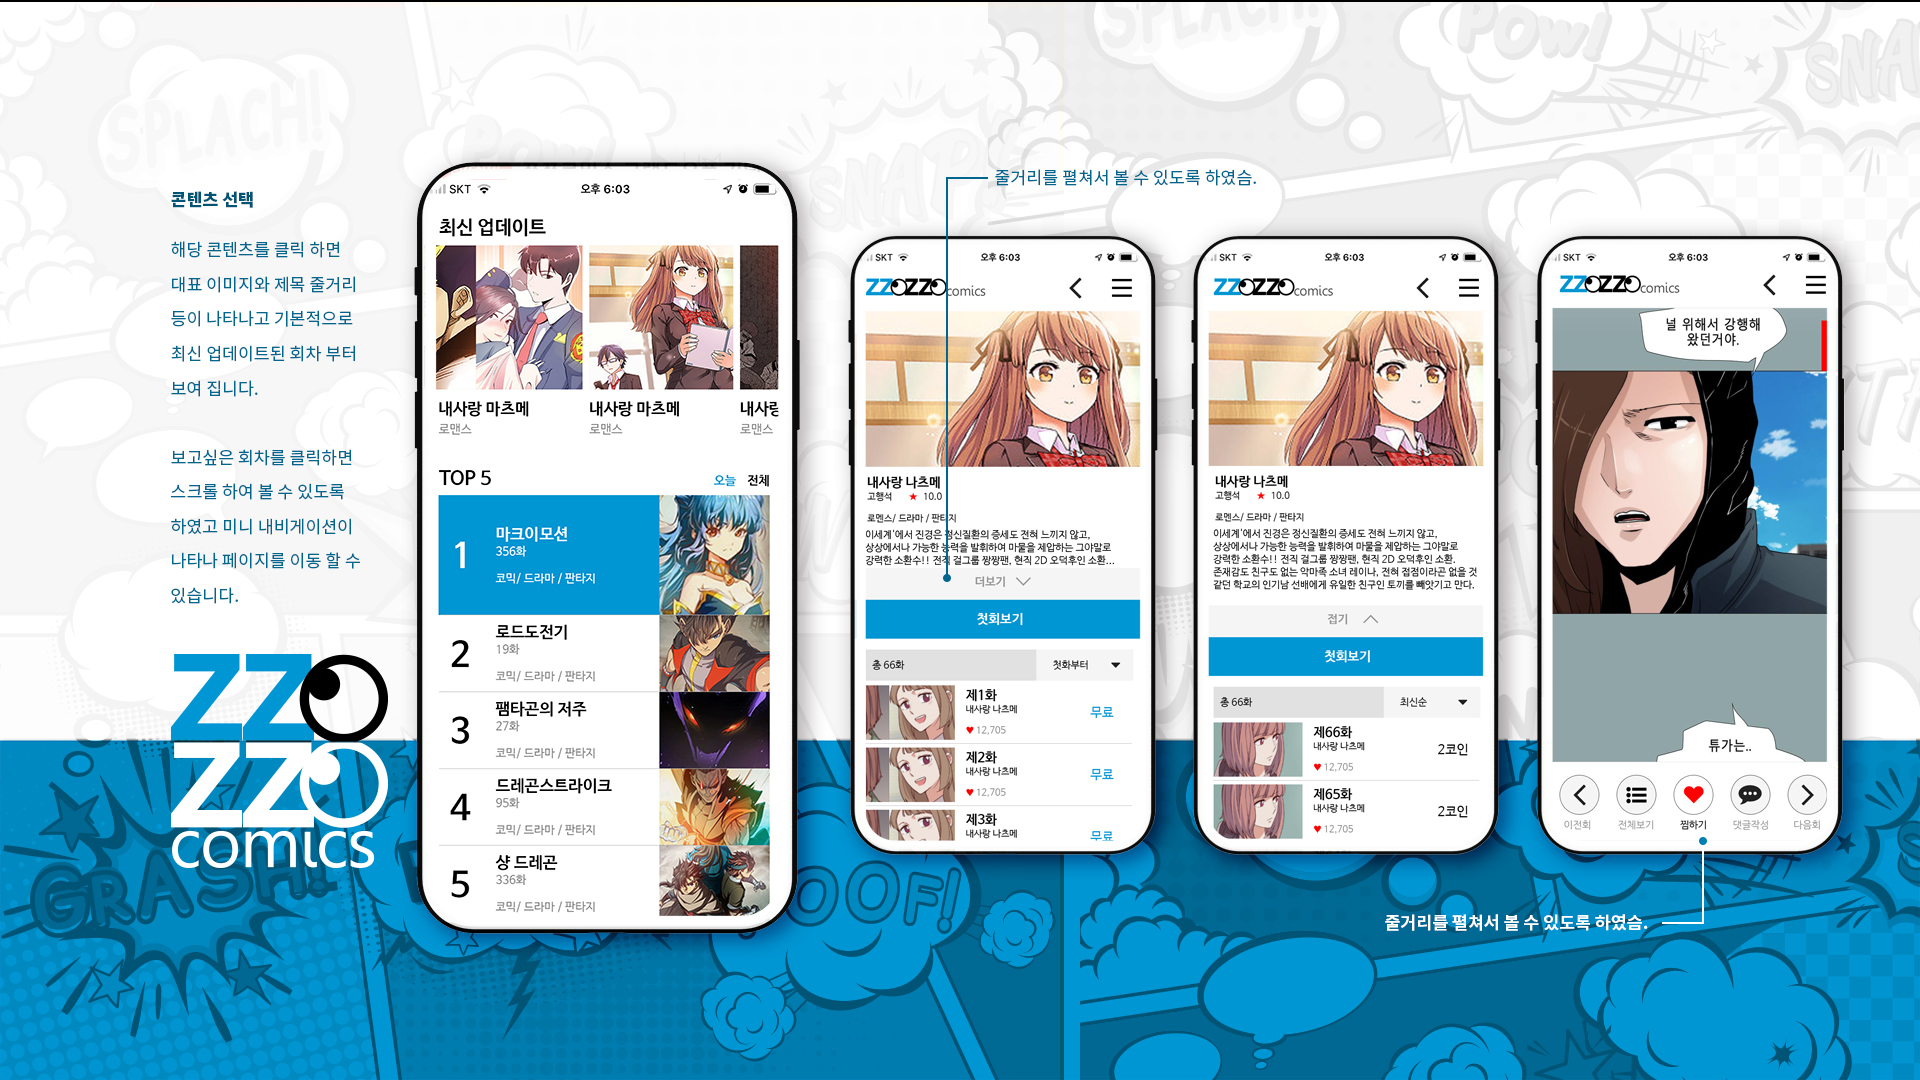 콘텐츠 선택
해당 콘텐츠를 클릭 하면
대표 이미지와 제목 줄거리
등이 나타나고 기본적으로
최신 업데이트된 회차 부터
보여 집니다.
보고싶은 회차를 클릭하면
스크롤 하여 볼 수 있도록
하였고 미니 내비게이션이
나타나 페이지를 이동 할 수
있습니다.
ZZO
ZZO
comics
SPLACH!
POW!
SNAP
GRASH!
OOF!
SPLACH!
POW!
SNA
SKT 오후 6:03
최신 업데이트
내사랑 마츠메 내사랑 마츠메 내사랑
로맨스 로맨스 로맨스
TOP 5 오늘 전체
1 마크이모션
356화
코믹/ 드라마 / 판타지
2 로드도전기
19화
코믹/ 드라마 / 판타지
3 팸타곤의 저주
27화
코믹/ 드라마 / 판타지
4 드레곤스트라이크
95화
코믹/ 드라마 / 판타지
5 샹 드레곤
336화
코믹/ 드라마 / 판타지
줄거리를 펼쳐서 볼 수 있도록 하였슴.
SKT 오후 6:03
ZZOZZO comics
내사랑 나츠메
고행석 ★ 10.0
로멘스/ 드라마 / 판타지
이세계'에서 진경은 정신질환의 증세도 전혀 느끼지 않고,
상상에서나 가능한 능력을 발휘하여 마물을 제압하는 그야말로
강력한 소환수!! 전직 걸그룹 짱짱팬, 현직 2D 오덕후인 소환...
더보기
첫회보기
총 66화 첫화부터
제1화
내사랑 나츠메 무료
♥ 12,705
제2화
내사랑 나츠메 무료
♥ 12,705
제3화
내사랑 나츠메 무료
SKT 오후 6:03
ZZOZZO comics
내사랑 나츠메
고행석 ★ 10.0
로멘스/ 드라마 / 판타지
이세계'에서 진경은 정신질환의 증세도 전혀 느끼지 않고,
상상에서나 가능한 능력을 발휘하여 마물을 제압하는 그야말로
강력한 소환수!! 전직 걸그룹 짱짱팬, 현직 2D 오덕후인 소환.
존재감도 친구도 없는 악마족 소녀 레이나, 전혀 접점이라곤 없을 것
같던 학교의 인기남 선배에게 유일한 친구인 토끼를 빼앗기고 만다.
접기
첫회보기
총 66화 최신순
제66화
내사랑 나츠메 2코인
♥ 12,705
제65화
내사랑 나츠메 2코인
♥ 12,705
SKT 오후 6:03
ZZOZZO comics
널 위해서 강행해
왔던거야.
튜가는..
이전회 전체보기 찜하기 댓글작성 다음회
줄거리를 펼쳐서 볼 수 있도록 하였슴.